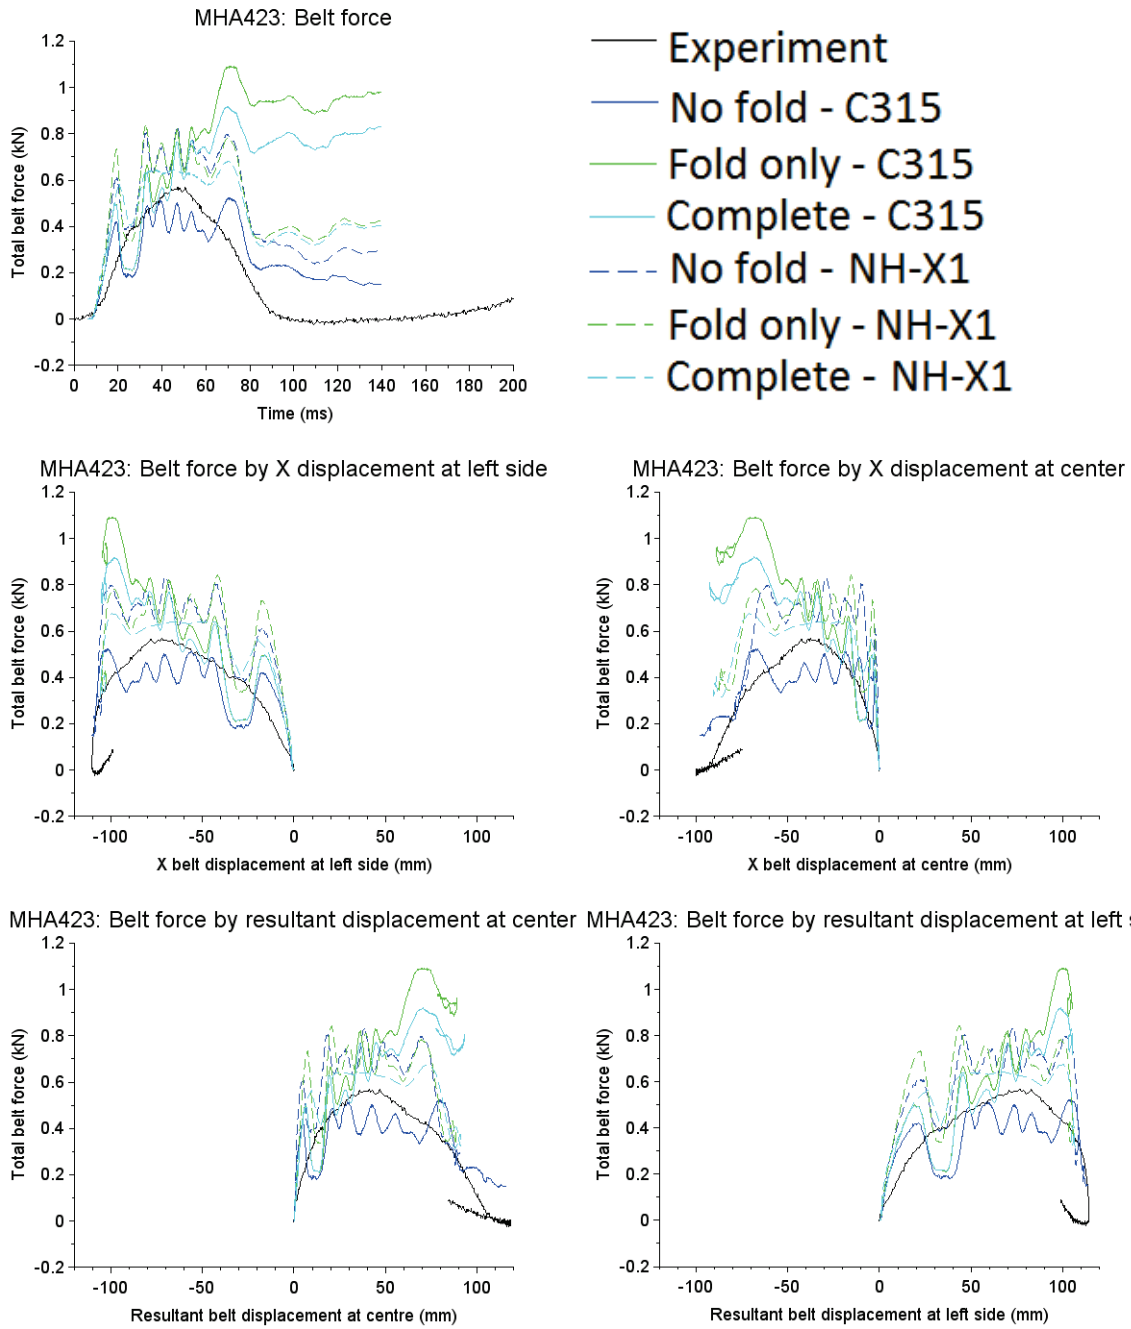 MHA423: Belt force
1.2
1
0.8
0.6
0.4
0.2
0
-0.2
Total belt force (kN)
0 20 40 60 80 100 120 140 160 180 200
Time (ms)
Experiment
No fold - C315
Fold only - C315
Complete - C315
No fold - NH-X1
Fold only - NH-X1
Complete - NH-X1
MHA423: Belt force by X displacement at left side
1.2
1
0.8
0.6
0.4
0.2
0
-0.2
Total belt force (kN)
-100 -50 0 50 100
X belt displacement at left side (mm)
MHA423: Belt force by X displacement at center
1.2
1
0.8
0.6
0.4
0.2
0
-0.2
Total belt force (kN)
-100 -50 0 50 100
X belt displacement at centre (mm)
MHA423: Belt force by resultant displacement at center
1.2
1
0.8
0.6
0.4
0.2
0
-0.2
Total belt force (kN)
-100 -50 0 50 100
Resultant belt displacement at centre (mm)
MHA423: Belt force by resultant displacement at left s
1.2
1
0.8
0.6
0.4
0.2
0
-0.2
Total belt force (kN)
-100 -50 0 50 100
Resultant belt displacement at left side (mm)